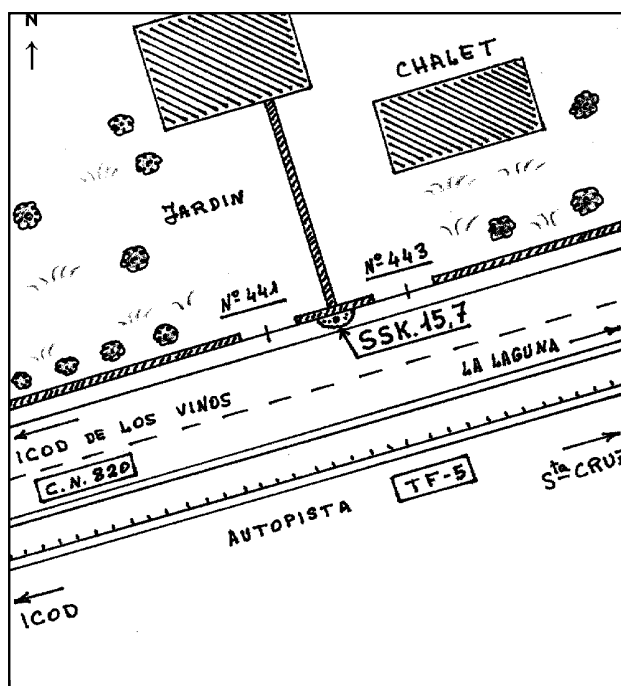 N
CHALET
JARDIN
Nº 441
Nº 443
SSK. 15,7
LA LAGUNA
ICOD DE LOS VINOS
C.N. 820
TF-5
Sta CRUZ
AUTOPISTA
ICOD